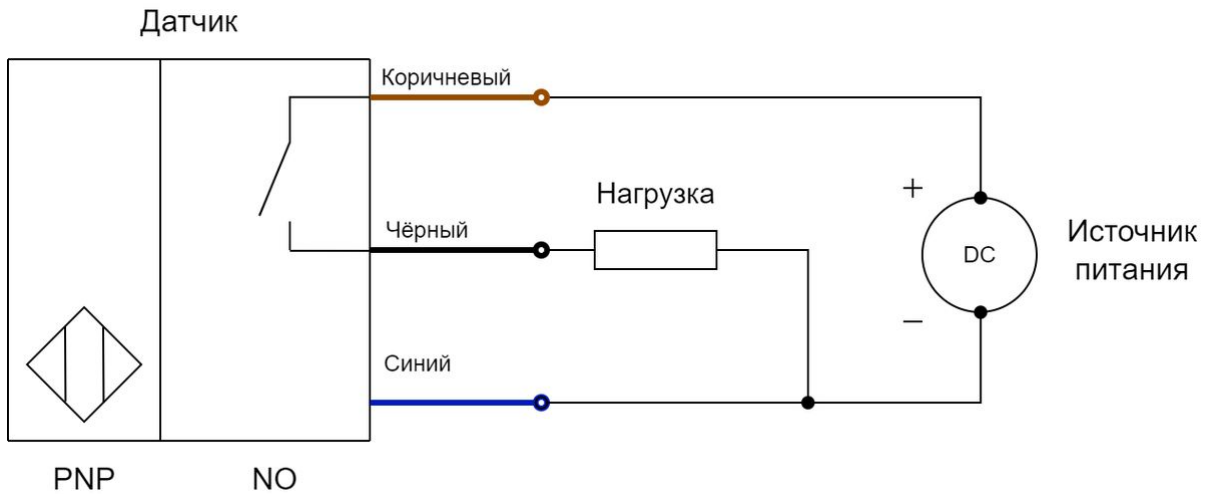 Датчик
Коричневый
Нагрузка
+
Чёрный
Источник
питания
DC
−
Синий
PNP
NO